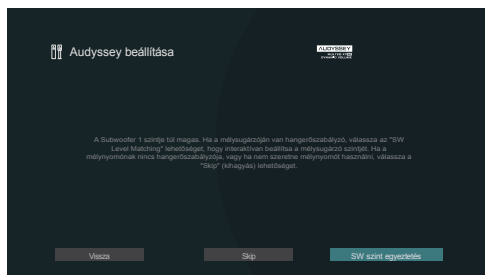 Audyssey beállítása
AUDYSSEY
A Subwoofer 1 szintje túl magas. Ha a mélysugárzóján van hangerőszabályzó, válassza az "SW
Level Matching" lehetőséget, hogy interaktívan beállítsa a mélysugárzó szintjét. Ha a
mélynyomónak nincs hangerőszabályzója, vagy ha nem szeretne mélynyomót használni, válassza a
"Skip" (kihagyás) lehetőséget.
Vissza
Skip
SW szint egyeztetés